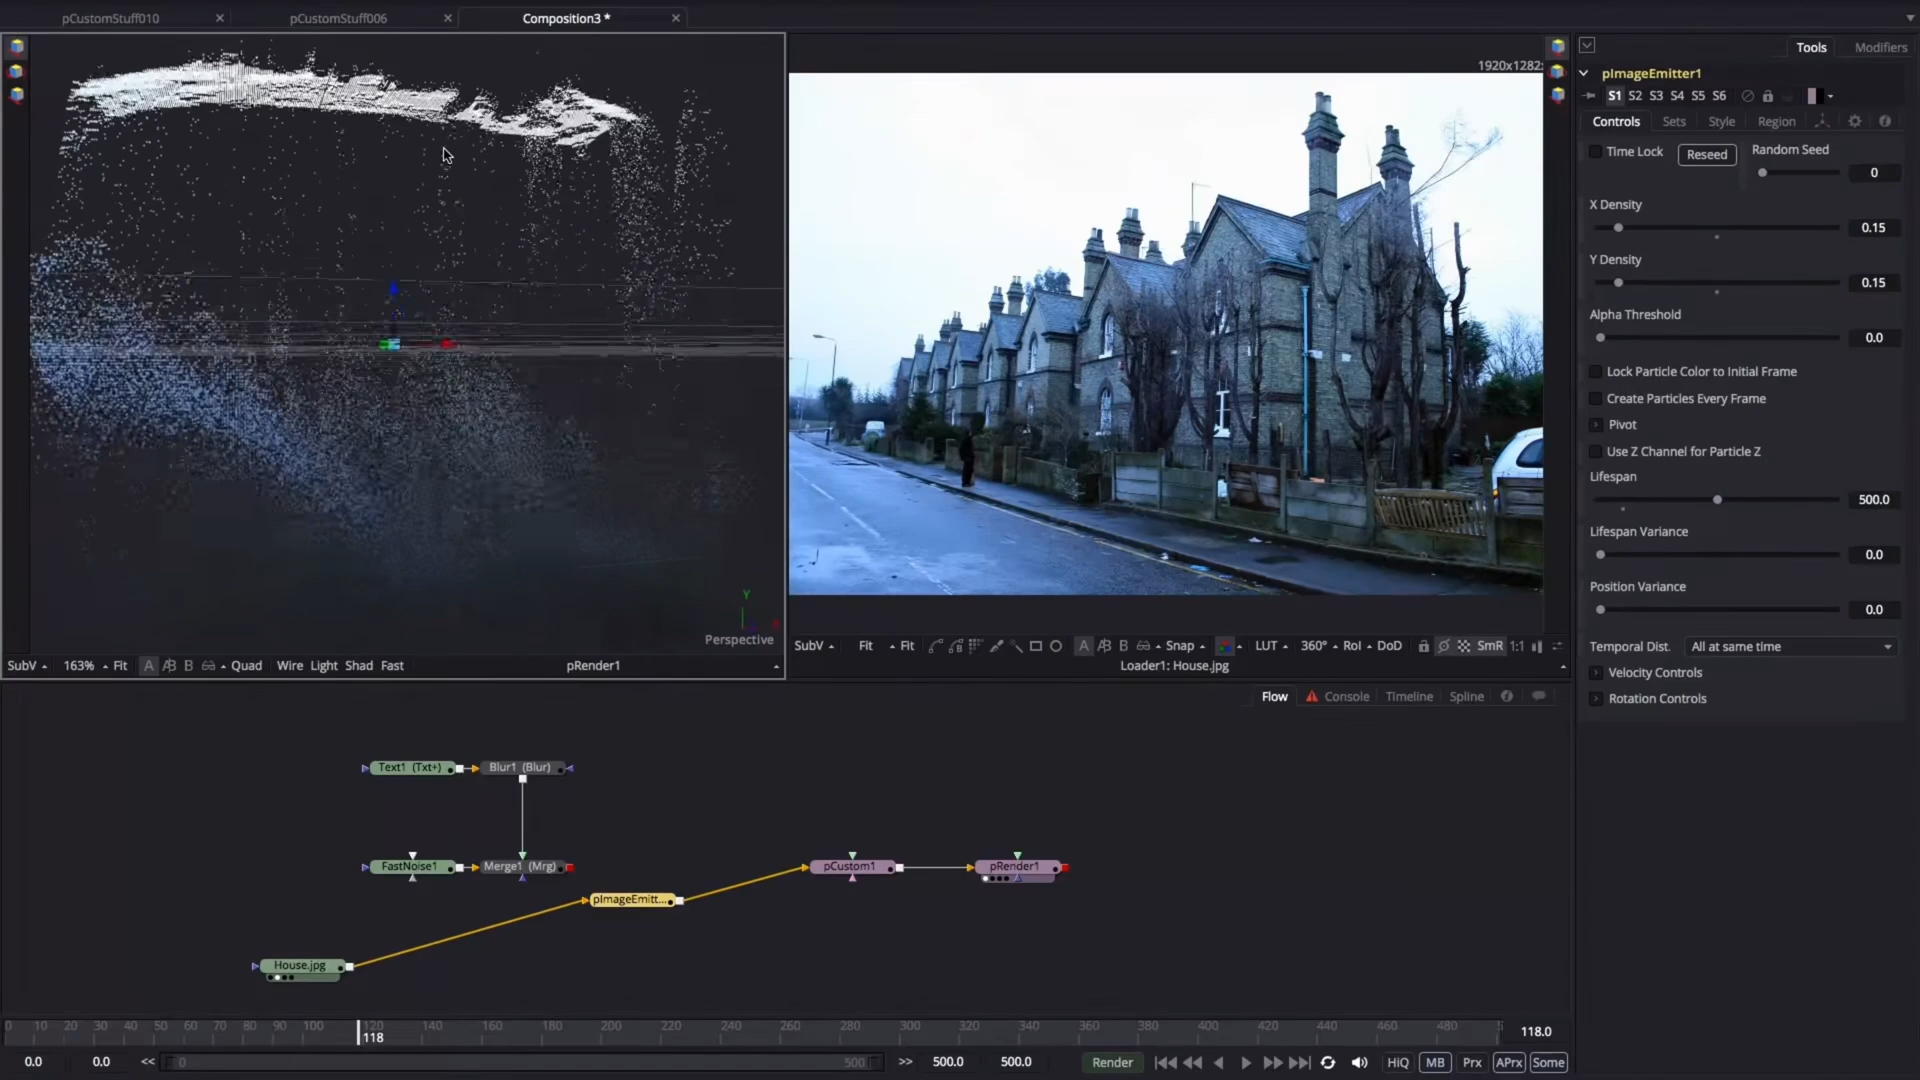 pCustomStuff010
pCustomStuff006
Composition3 *
1920x1282:
Perspective
SubV 163% Fit A B Quad Wire Light Shad Fast pRender1
SubV Fit Fit A B Snap LUT 360° RoI DoD SmR 1:1
Loader1: House.jpg
Tools Modifiers
pImageEmitter1
S1 S2 S3 S4 S5 S6
Controls Sets Style Region
Time Lock Reseed Random Seed
0
X Density
0.15
Y Density
0.15
Alpha Threshold
0.0
Lock Particle Color to Initial Frame
Create Particles Every Frame
Pivot
Use Z Channel for Particle Z
Lifespan
500.0
Lifespan Variance
0.0
Position Variance
0.0
Temporal Dist. All at same time
Velocity Controls
Rotation Controls
Flow Console Timeline Spline
Text1 (Txt+) Blur1 (Blur)
FastNoise1 Merge1 (Mrg)
pCustom1 pRender1
pImageEmitt...
House.jpg
0 10 20 30 40 50 60 70 80 90 100 120 140 160 180 200 220 240 260 280 300 320 340 360 380 400 420 440 460 480
118
118.0
0.0 0.0 << 0 500 >> 500.0 500.0 Render HiQ MB Prx APrx Some